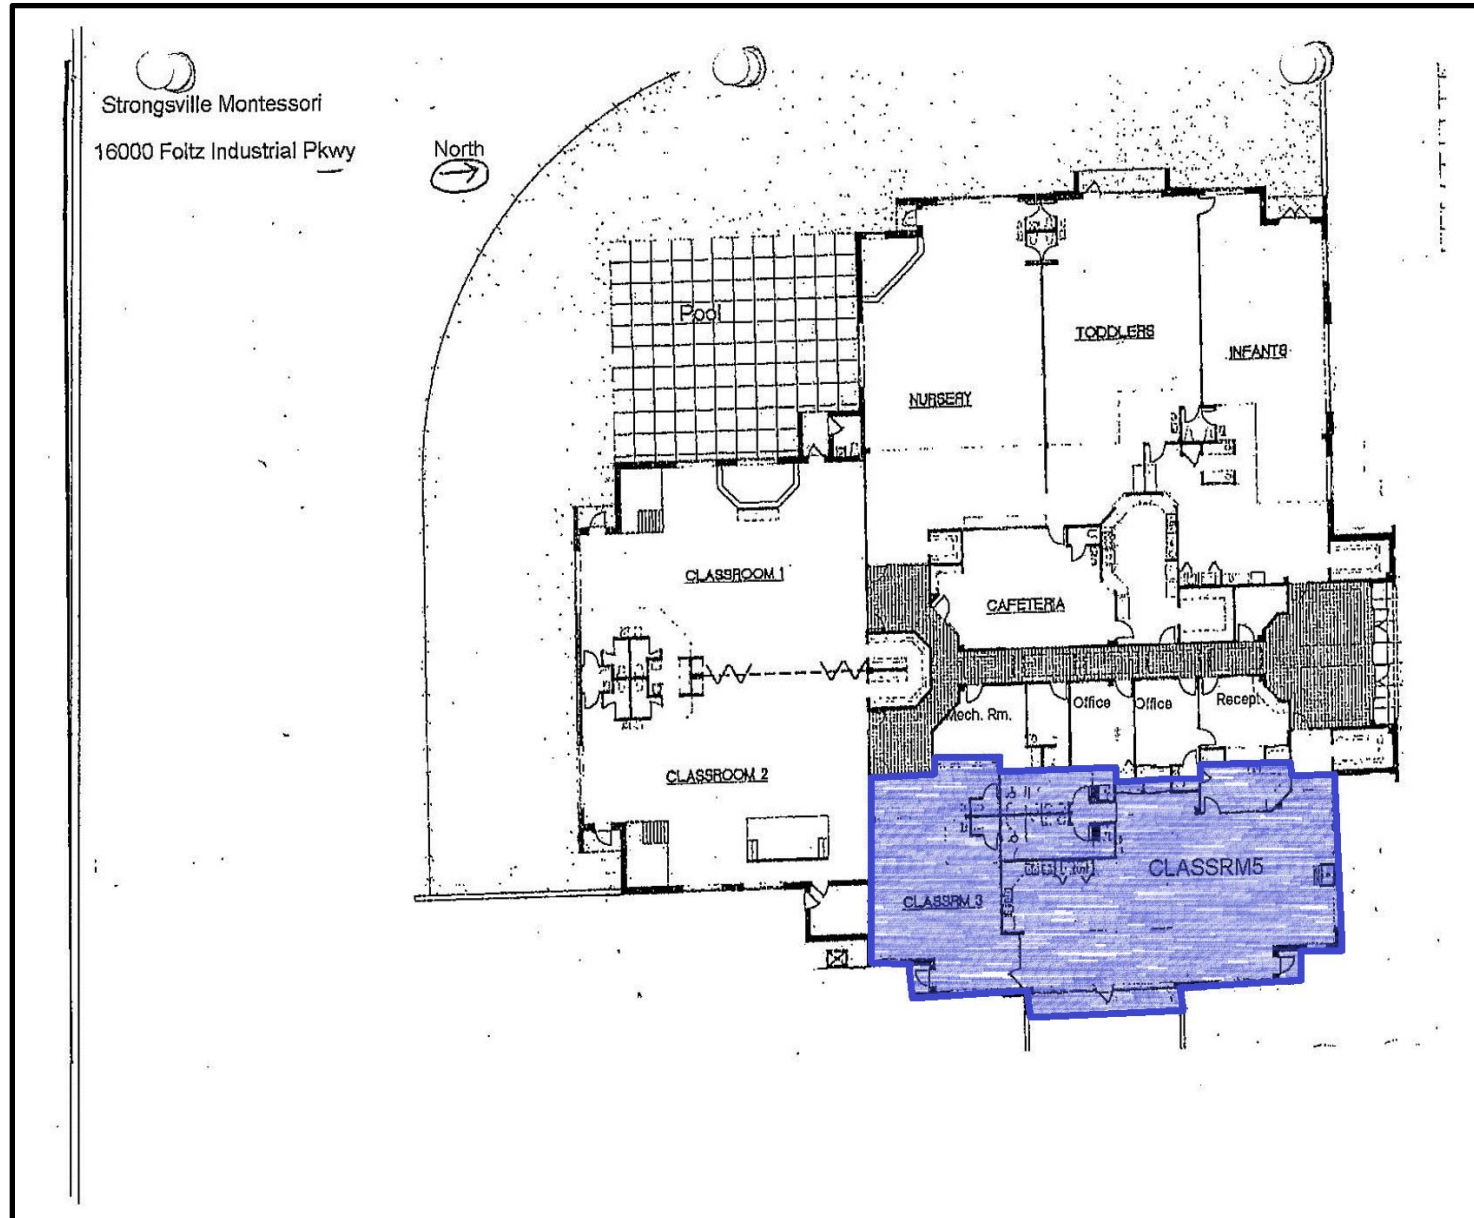 Strongsville Montessori
16000 Foltz Industrial Pkwy
North
Pool
TODDLERS
INFANTS
NURSERY
CLASSROOM 1
CAFETERIA
Mech. Rm.
Office
Office
Recept
CLASSROOM 2
CLASSRM5
CLASSRM 3